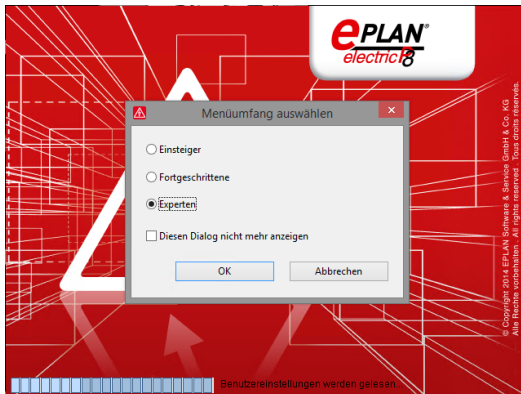 ePLAN®
electric P8
Menüumfang auswählen
Einsteiger
Fortgeschrittene
Experten
Diesen Dialog nicht mehr anzeigen
OK
Abbrechen
© Copyright 2014 EPLAN Software & Service GmbH & Co. KG
Alle Rechte vorbehalten . All rights reserved . Tous droits réservés.
Benutzereinstellungen werden gelesen...